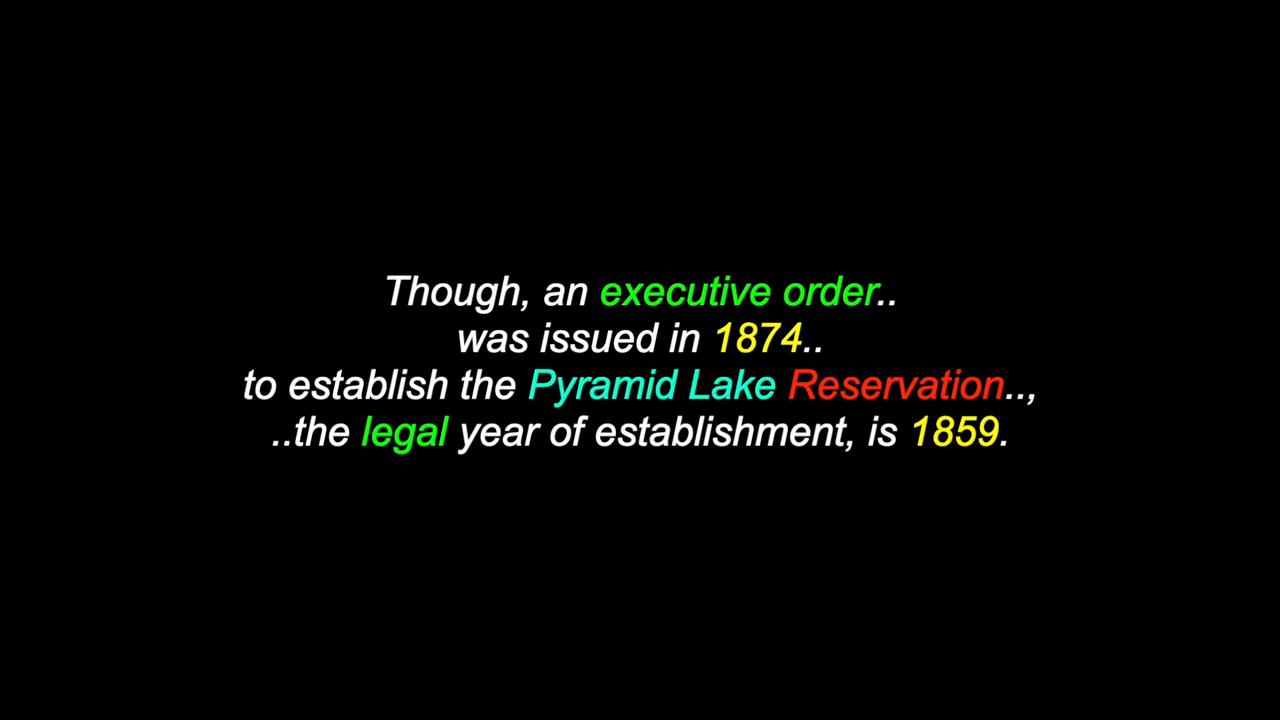 Though, an executive order..
was issued in 1874..
to establish the Pyramid Lake Reservation..,
..the legal year of establishment, is 1859.